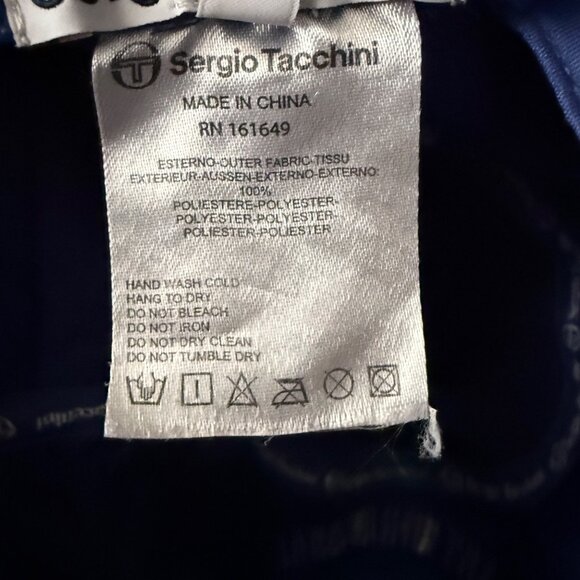 Sergio Tacchini
MADE IN CHINA
RN 161649
ESTERNO-OUTER FABRIC-TISSU
EXTERIEUR-AUSSEN-EXTERNO-EXTERNO:
100%
POLIESTERE-POLYESTER-
POLYESTER-POLYESTER-
POLIESTER-POLIESTER
HAND WASH COLD
HANG TO DRY
DO NOT BLEACH
DO NOT IRON
DO NOT DRY CLEAN
DO NOT TUMBLE DRY